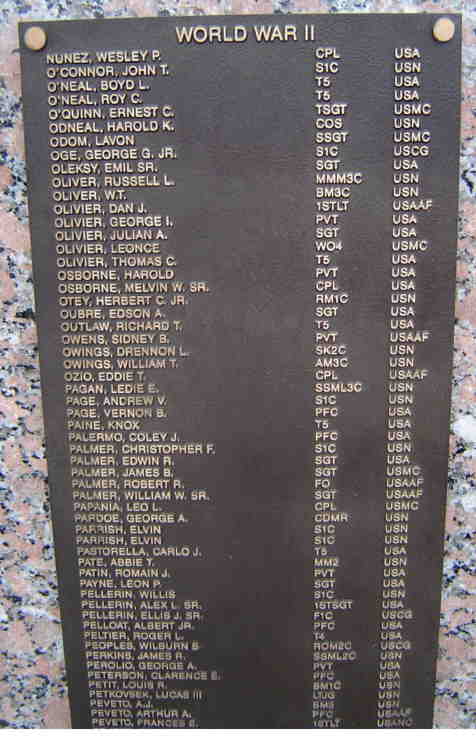 WORLD WAR II
NUNEZ, WESLEY P. CPL USA
O'CONNOR, JOHN T. S1C USN
O'NEAL, BOYD L. T5 USA
O'NEAL, ROY C. T5 USA
O'QUINN, ERNEST C. TSGT USMC
ODNEAL, HAROLD K. COS USN
ODOM, LAVON SSGT USMC
OGE, GEORGE G. JR. S1C USCG
OLEKSY, EMIL SR. SGT USA
OLIVER, RUSSELL L. MMM3C USN
OLIVER, W.T. BM3C USN
OLIVIER, DAN J. 1STLT USAAF
OLIVIER, GEORGE I. PVT USA
OLIVIER, JULIAN A. SGT USA
OLIVIER, LEONCE WO4 USMC
OLIVIER, THOMAS C. T5 USA
OSBORNE, HAROLD PVT USA
OSBORNE, MELVIN W. SR. CPL USA
OTEY, HERBERT C. JR. RM1C USN
OUBRE, EDSON A. SGT USA
OUTLAW, RICHARD T. T5 USA
OWENS, SIDNEY B. PVT USAAF
OWINGS, DRENNON L. SK2C USN
OWINGS, WILLIAM T. AM3C USN
OZIO, EDDIE T. CPL USAAF
PAGAN, LEDIE E. SSML3C USN
PAGE, ANDREW V. S1C USN
PAGE, VERNON B. PFC USA
PAINE, KNOX T5 USA
PALERMO, COLEY J. PFC USA
PALMER, CHRISTOPHER F. S1C USN
PALMER, EDWIN R. SGT USA
PALMER, JAMES B. SGT USMC
PALMER, ROBERT R. FO USAAF
PALMER, WILLIAM W. SR. SGT USAAF
PAPANIA, LEO L. CPL USMC
PARDOE, GEORGE A. CDMR USN
PARRISH, ELVIN S1C USN
PARRISH, ELVIN S1C USN
PASTORELLA, CARLO J. T5 USA
PATE, ABBIE T. MM2 USN
PATIN, ROMAIN J. PVT USA
PAYNE, LEON P. SGT USA
PELLERIN, WILLIS S1C USN
PELLERIN, ALEX L. SR. 1STSGT USA
PELLERIN, ELLIS J. SR. F1C USCG
PELLOAT, ALBERT JR. PFC USA
PELTIER, ROGER L. T4 USA
PEOPLES, WILBURN S ROM2C USCG
PERKINS, JAMES R. SSML2C USN
PEROLIO, GEORGE A. PVT USA
PETERSON, CLARENCE E. PFC USA
PETIT, LOUIS R. BM1C USN
PETKOVSEK, LUCAS III LTJG USN
PEVETO, A.J. USN
PEVETO, ARTHUR A. PFC USAAF
PEVETO, FRANCES E. 1STLT USANC